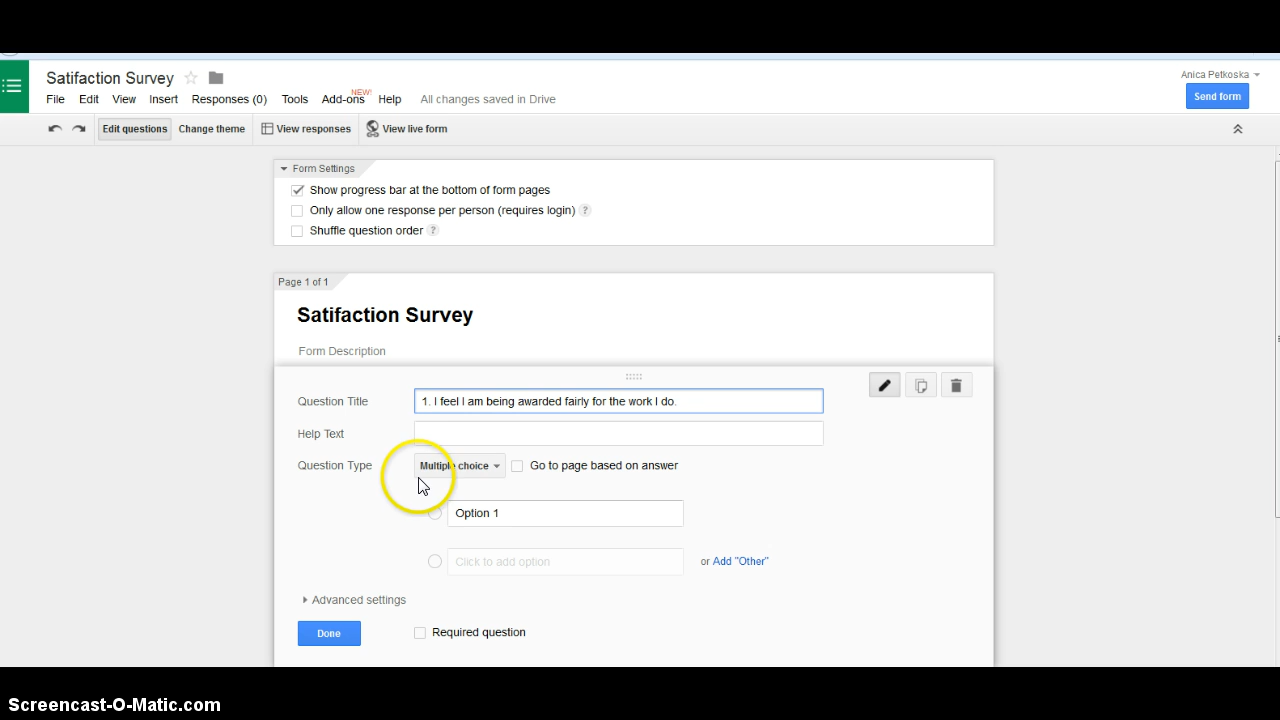 Satifaction Survey
Anica Petkoska
File Edit View Insert Responses (0) Tools Add-ons NEW! Help All changes saved in Drive
Send form
Edit questions Change theme View responses View live form
Form Settings
Show progress bar at the bottom of form pages
Only allow one response per person (requires login) ?
Shuffle question order ?
Page 1 of 1
Satifaction Survey
Form Description
Question Title 1. I feel I am being awarded fairly for the work I do.
Help Text
Question Type Multiple choice Go to page based on answer
Option 1
Click to add option or Add "Other"
Advanced settings
Done Required question
Screencast-O-Matic.com